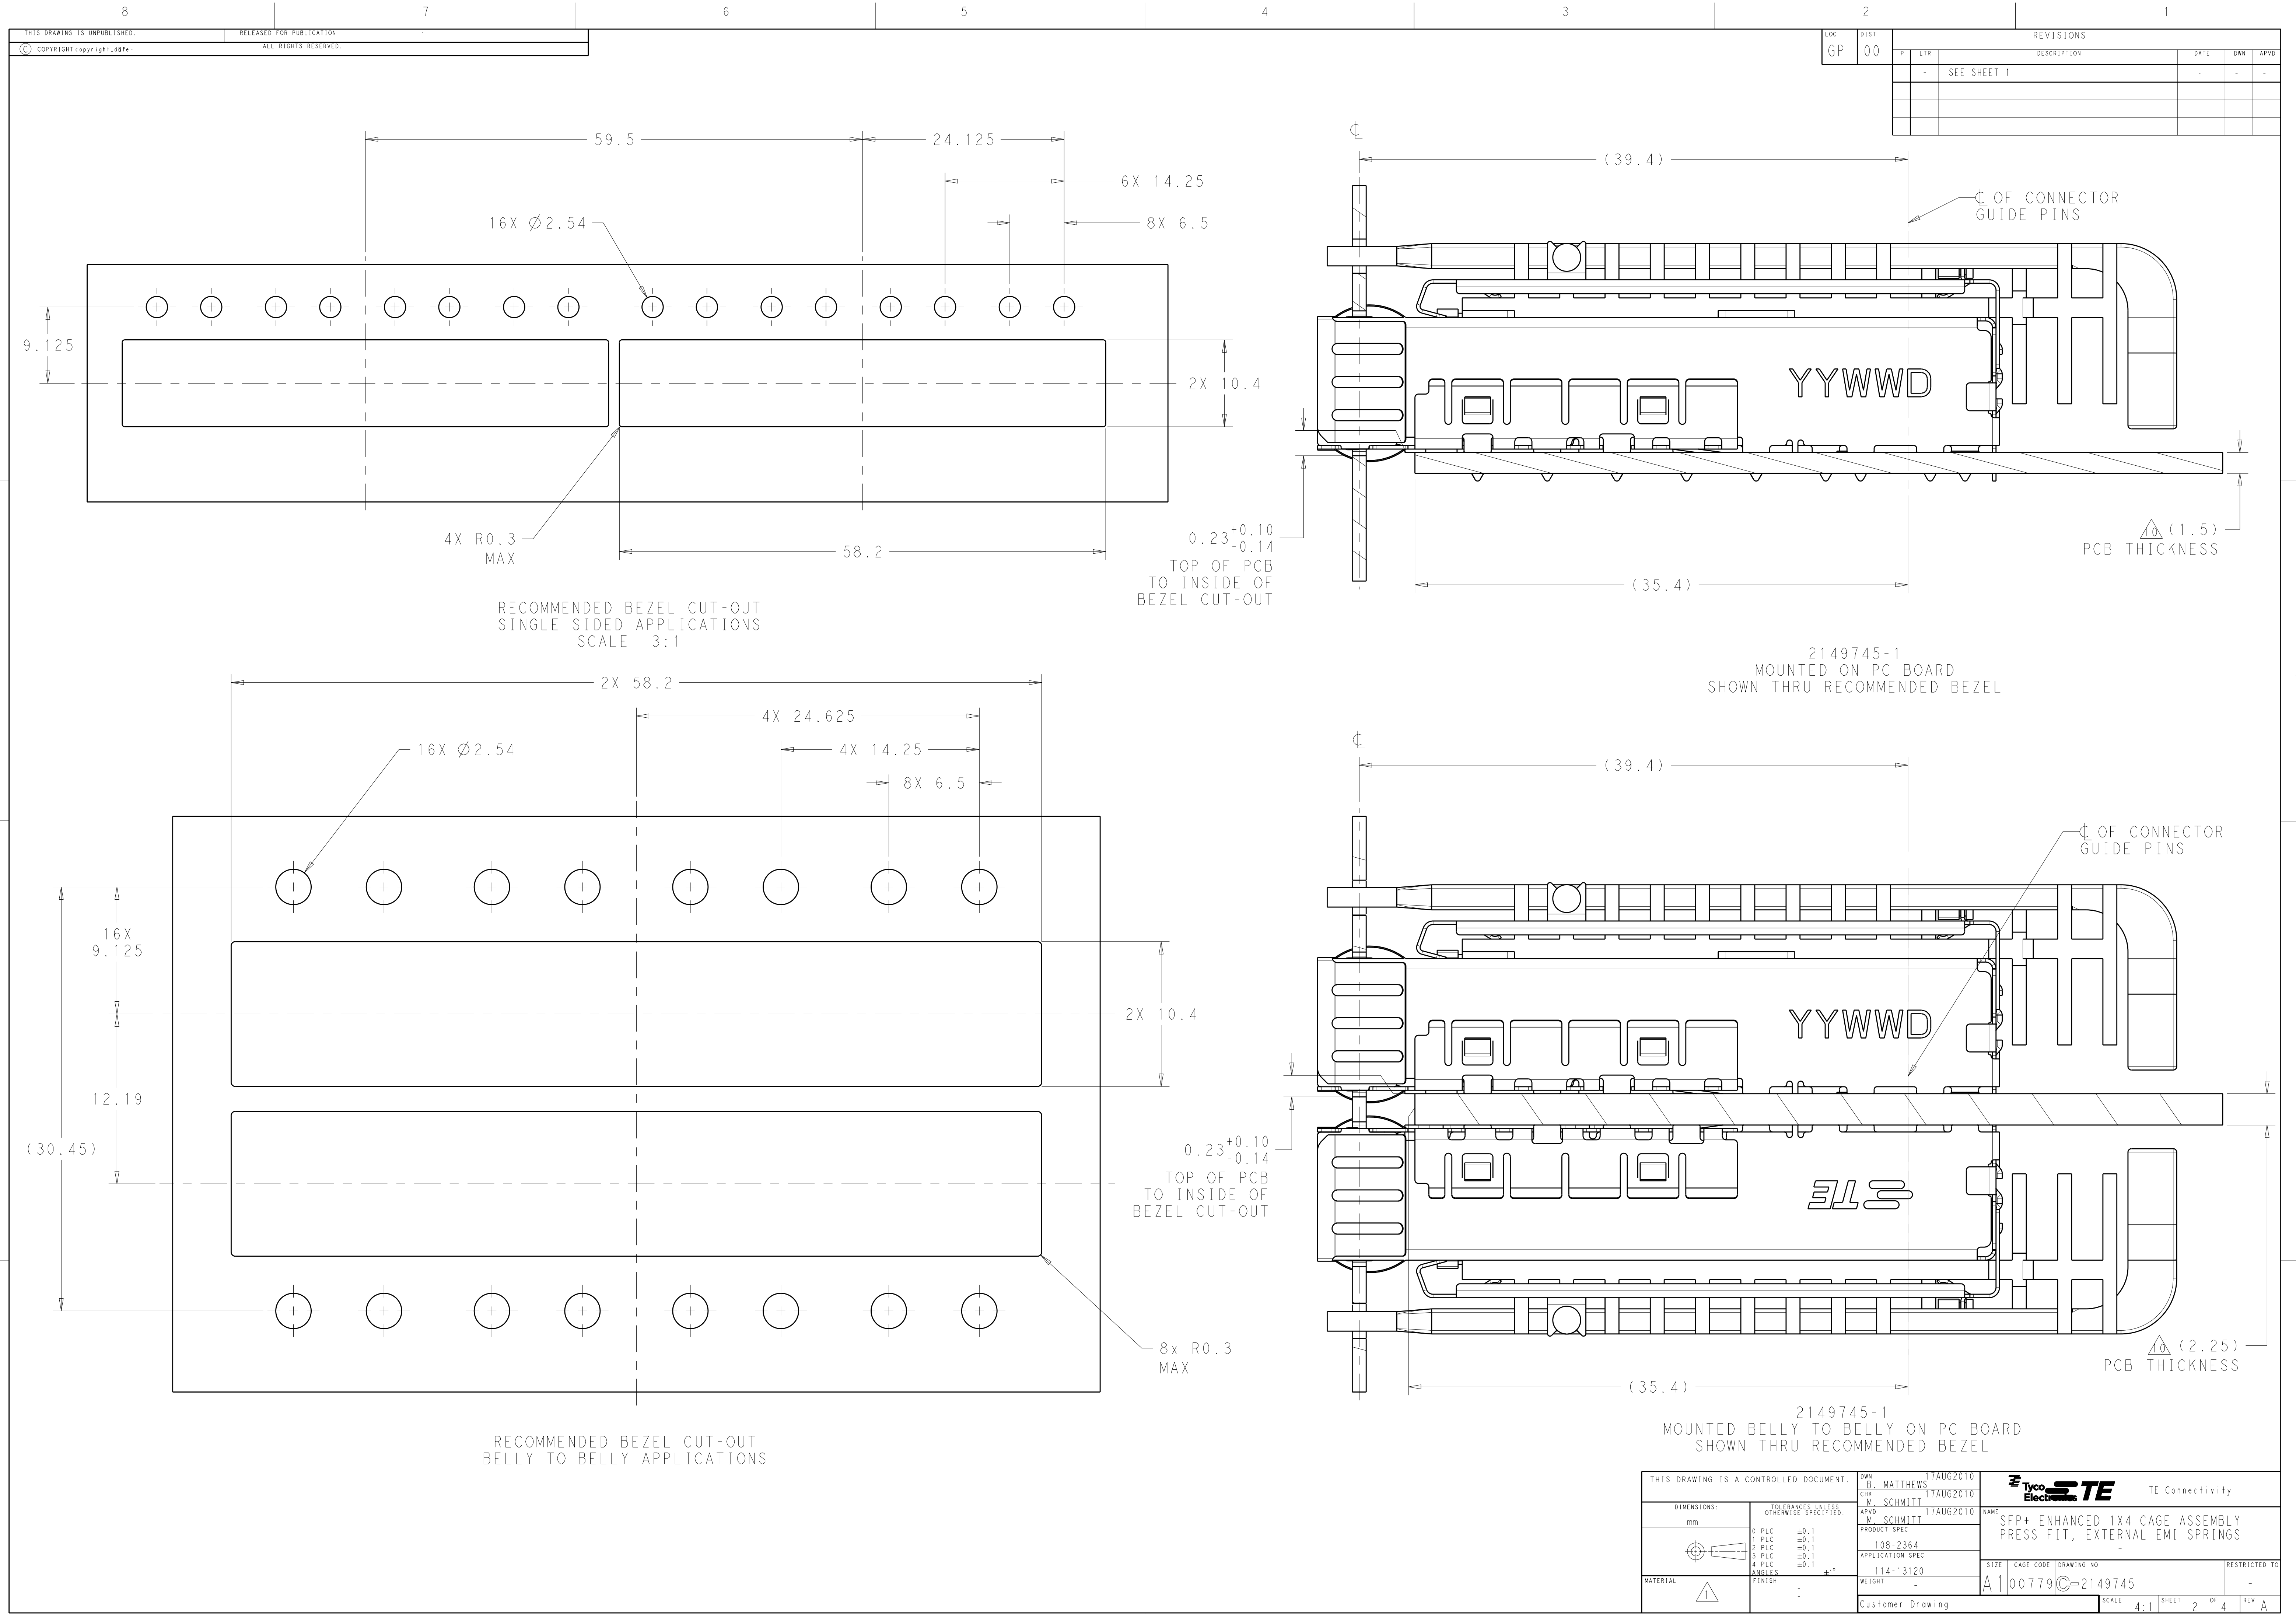 8 7 6 5 4 3 2 1
THIS DRAWING IS UNPUBLISHED.
RELEASED FOR PUBLICATION
-
© COPYRIGHT
ALL RIGHTS RESERVED.
LOC
GP
DIST
00
REVISIONS
P LTR DESCRIPTION DATE DWN APVD
- SEE SHEET 1 - - -
59.5
24.125
6X 14.25
16X Ø2.54
8X 6.5
9.125
2X 10.4
4X R0.3
MAX
58.2
RECOMMENDED BEZEL CUT-OUT
SINGLE SIDED APPLICATIONS
SCALE 3:1
℄
(39.4)
℄ OF CONNECTOR
GUIDE PINS
YYWWD
0.23 +0.10
-0.14
TOP OF PCB
TO INSIDE OF
BEZEL CUT-OUT
10 (1.5)
PCB THICKNESS
(35.4)
2149745-1
MOUNTED ON PC BOARD
SHOWN THRU RECOMMENDED BEZEL
2X 58.2
4X 24.625
16X Ø2.54
4X 14.25
8X 6.5
16X
9.125
2X 10.4
12.19
(30.45)
8x R0.3
MAX
RECOMMENDED BEZEL CUT-OUT
BELLY TO BELLY APPLICATIONS
℄
(39.4)
℄ OF CONNECTOR
GUIDE PINS
YYWWD
0.23 +0.10
-0.14
TOP OF PCB
TO INSIDE OF
BEZEL CUT-OUT
TE
10 (2.25)
PCB THICKNESS
(35.4)
2149745-1
MOUNTED BELLY TO BELLY ON PC BOARD
SHOWN THRU RECOMMENDED BEZEL
THIS DRAWING IS A CONTROLLED DOCUMENT.
DIMENSIONS:
mm
TOLERANCES UNLESS
OTHERWISE SPECIFIED:
0 PLC ±0.1
1 PLC ±0.1
2 PLC ±0.1
3 PLC ±0.1
4 PLC ±0.1
ANGLES ±1°
MATERIAL
1
FINISH
-
-
DWN 17AUG2010
B. MATTHEWS
CHK 17AUG2010
M. SCHMITT
APVD 17AUG2010
M. SCHMITT
PRODUCT SPEC
108-2364
APPLICATION SPEC
114-13120
WEIGHT -
Customer Drawing
Tyco
Electronics
TE
TE Connectivity
NAME
SFP+ ENHANCED 1X4 CAGE ASSEMBLY
PRESS FIT, EXTERNAL EMI SPRINGS
-
SIZE CAGE CODE DRAWING NO RESTRICTED TO
A1 00779 C-2149745 -
SCALE 4:1 SHEET 2 OF 4 REV A